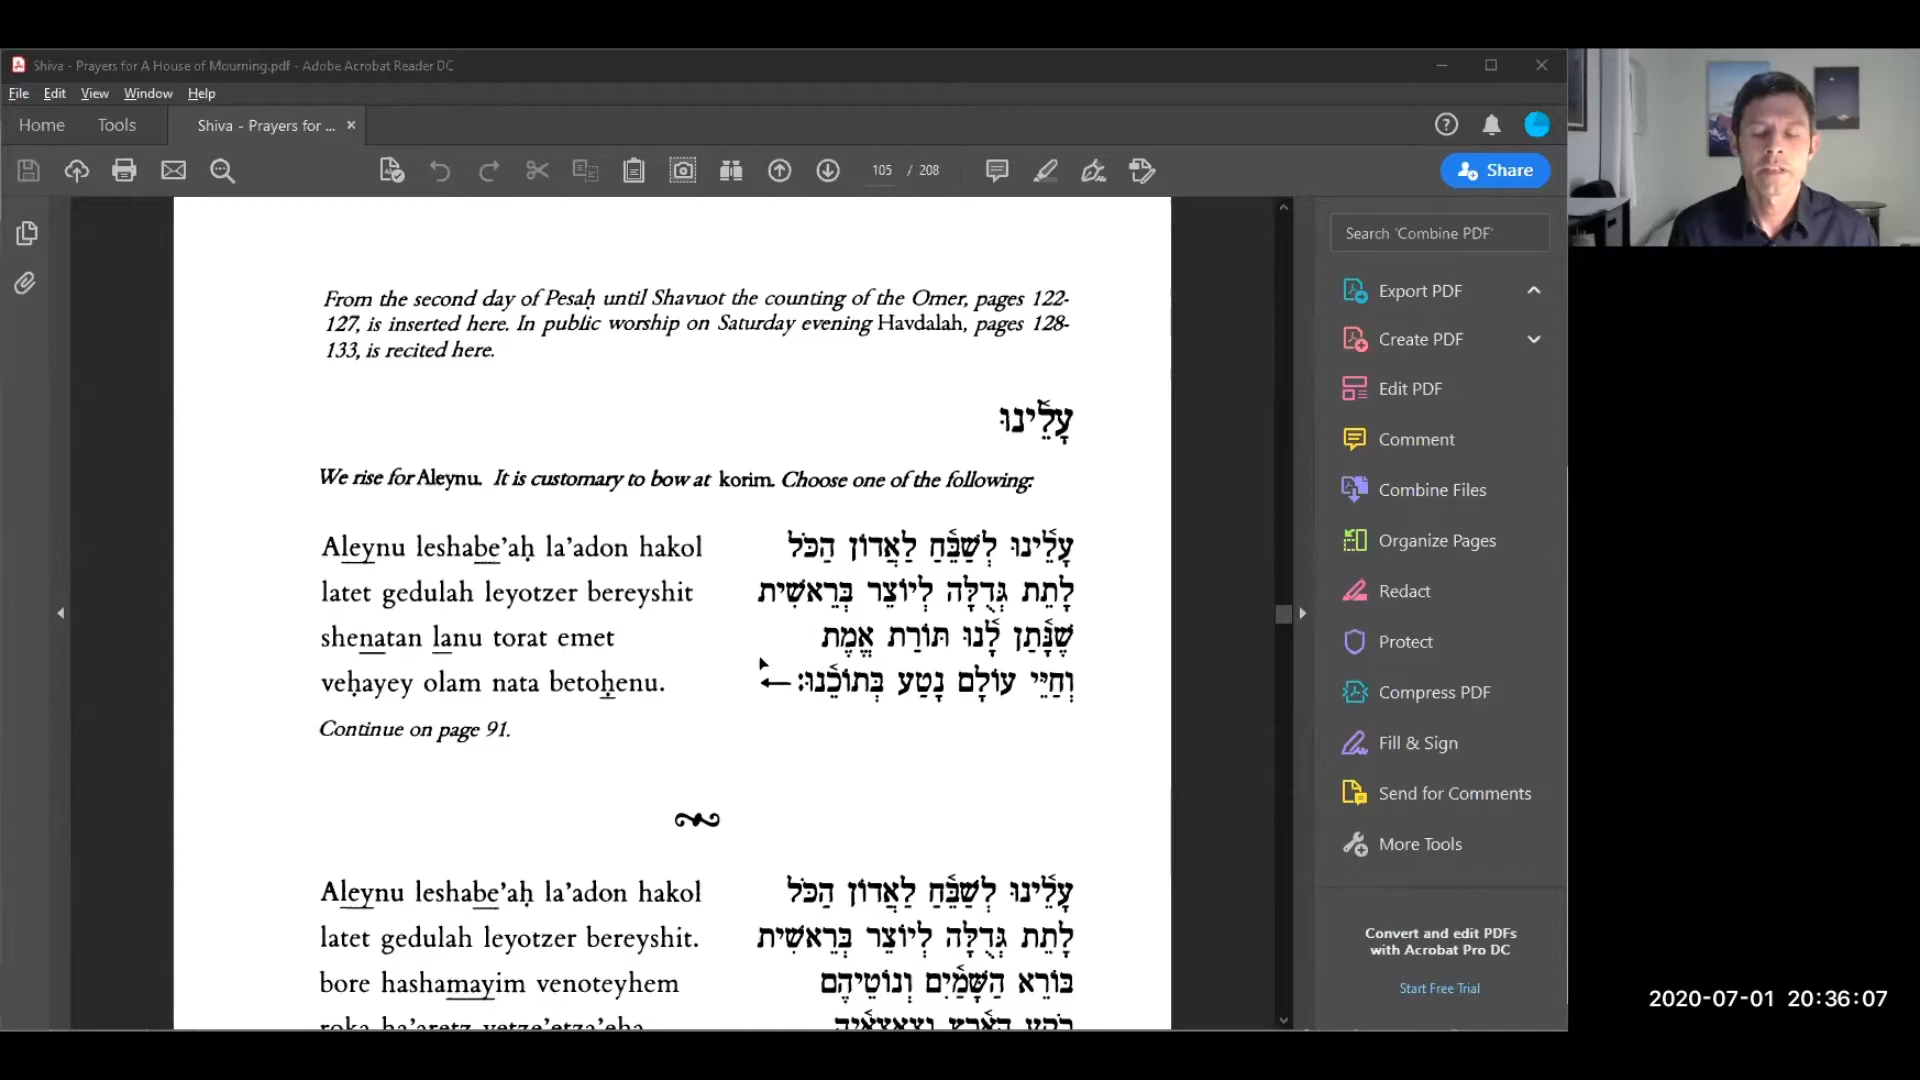 Shiva - Prayers for A House of Mourning.pdf - Adobe Acrobat Reader DC
File Edit View Window Help
Home Tools Shiva - Prayers for ... ×
105 / 208
Share
Search 'Combine PDF'
Export PDF
Create PDF
Edit PDF
Comment
Combine Files
Organize Pages
Redact
Protect
Compress PDF
Fill & Sign
Send for Comments
More Tools
Convert and edit PDFs
with Acrobat Pro DC
Start Free Trial
From the second day of Pesaḥ until Shavuot the counting of the Omer, pages 122-
127, is inserted here. In public worship on Saturday evening Havdalah, pages 128-
133, is recited here.
עָלֵ֫ינוּ
We rise for Aleynu. It is customary to bow at korim. Choose one of the following:
Aleynu leshabe'aḥ la'adon hakol
עָלֵ֫ינוּ לְשַׁבֵּ֫חַ לַאֲדוֹן הַכֹּל
latet gedulah leyotzer bereyshit
לָתֵת גְּדֻלָּה לְיוֹצֵר בְּרֵאשִׁית
shenatan lanu torat emet
שֶׁנָּ֫תַן לָ֫נוּ תּוֹרַת אֱמֶת
veḥayey olam nata betoḥenu.
וְחַיֵּי עוֹלָם נָטַע בְּתוֹכֵ֫נוּ: ←
Continue on page 91.
Aleynu leshabe'aḥ la'adon hakol
עָלֵ֫ינוּ לְשַׁבֵּ֫חַ לַאֲדוֹן הַכֹּל
latet gedulah leyotzer bereyshit.
לָתֵת גְּדֻלָּה לְיוֹצֵר בְּרֵאשִׁית
bore hashamayim venoteyhem
בּוֹרֵא הַשָּׁמַ֫יִם וְנוֹטֵיהֶם
roka ha'aretz vetze'etza'eha
רֹקַע הָאָ֫רֶץ וְצֶאֱצָאֶ֫יהָ
2020-07-01 20:36:07